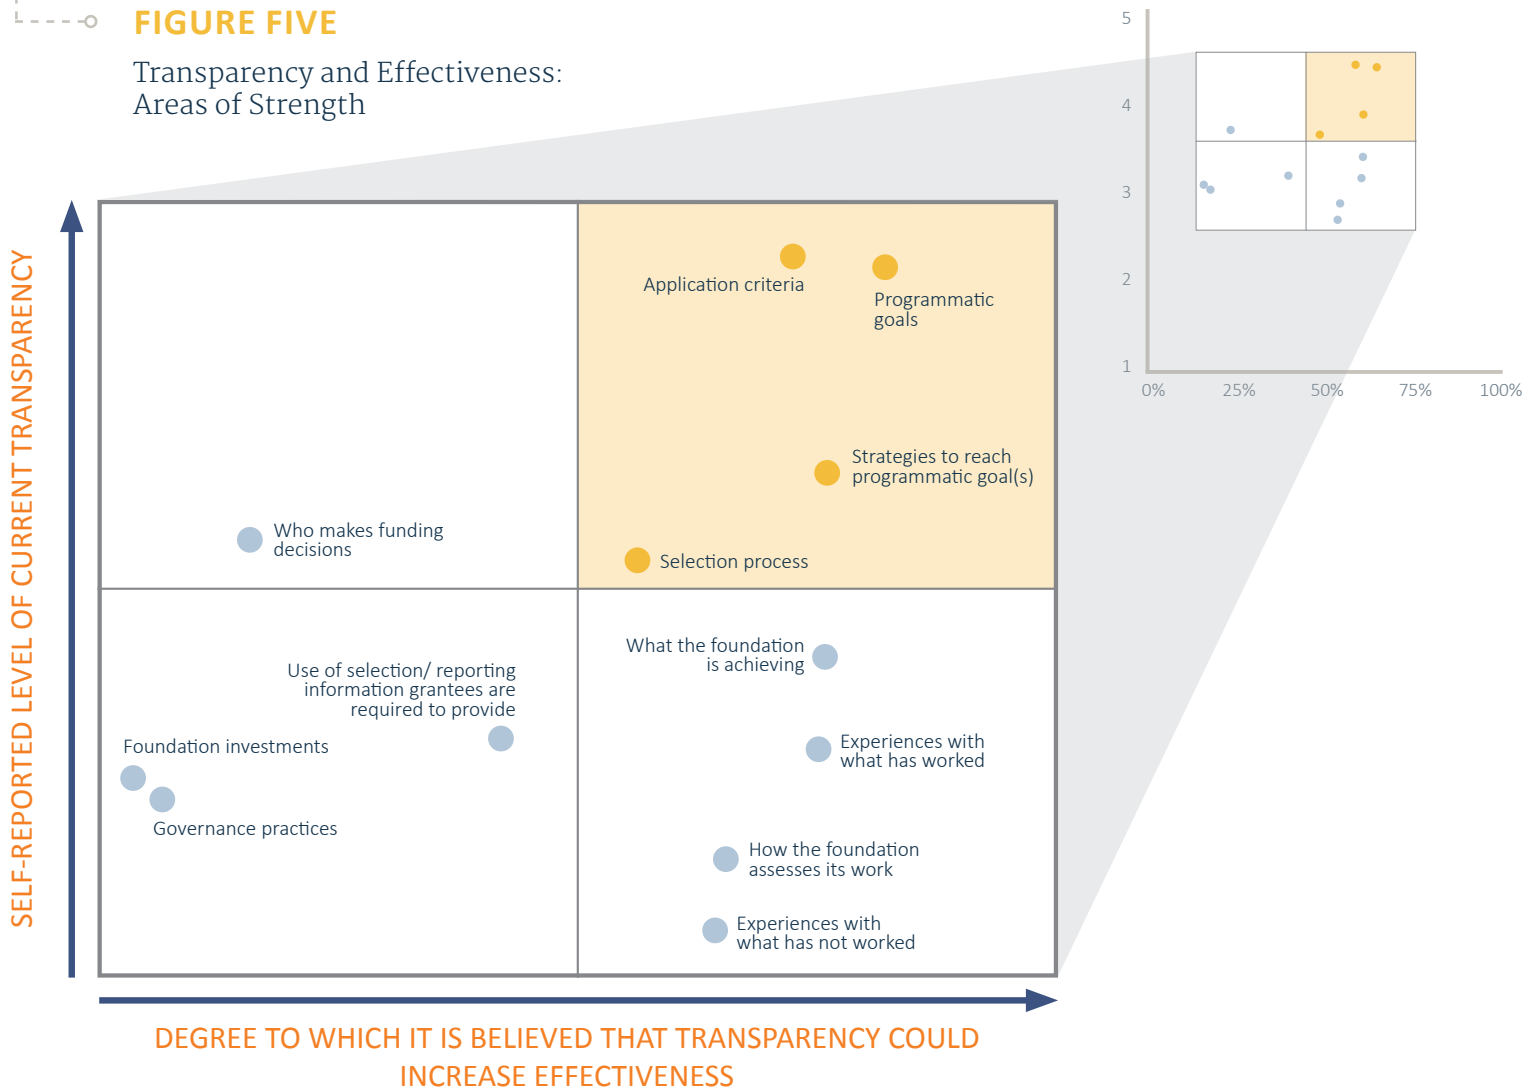 FIGURE FIVE
Transparency and Effectiveness:
Areas of Strength
5
4
3
2
1
0%
25%
50%
75%
100%
SELF-REPORTED LEVEL OF CURRENT TRANSPARENCY
Application criteria
Programmatic
goals
Strategies to reach
programmatic goal(s)
Who makes funding
decisions
Selection process
What the foundation
is achieving
Use of selection/ reporting
information grantees are
required to provide
Foundation investments
Experiences with
what has worked
Governance practices
How the foundation
assesses its work
Experiences with
what has not worked
DEGREE TO WHICH IT IS BELIEVED THAT TRANSPARENCY COULD
INCREASE EFFECTIVENESS